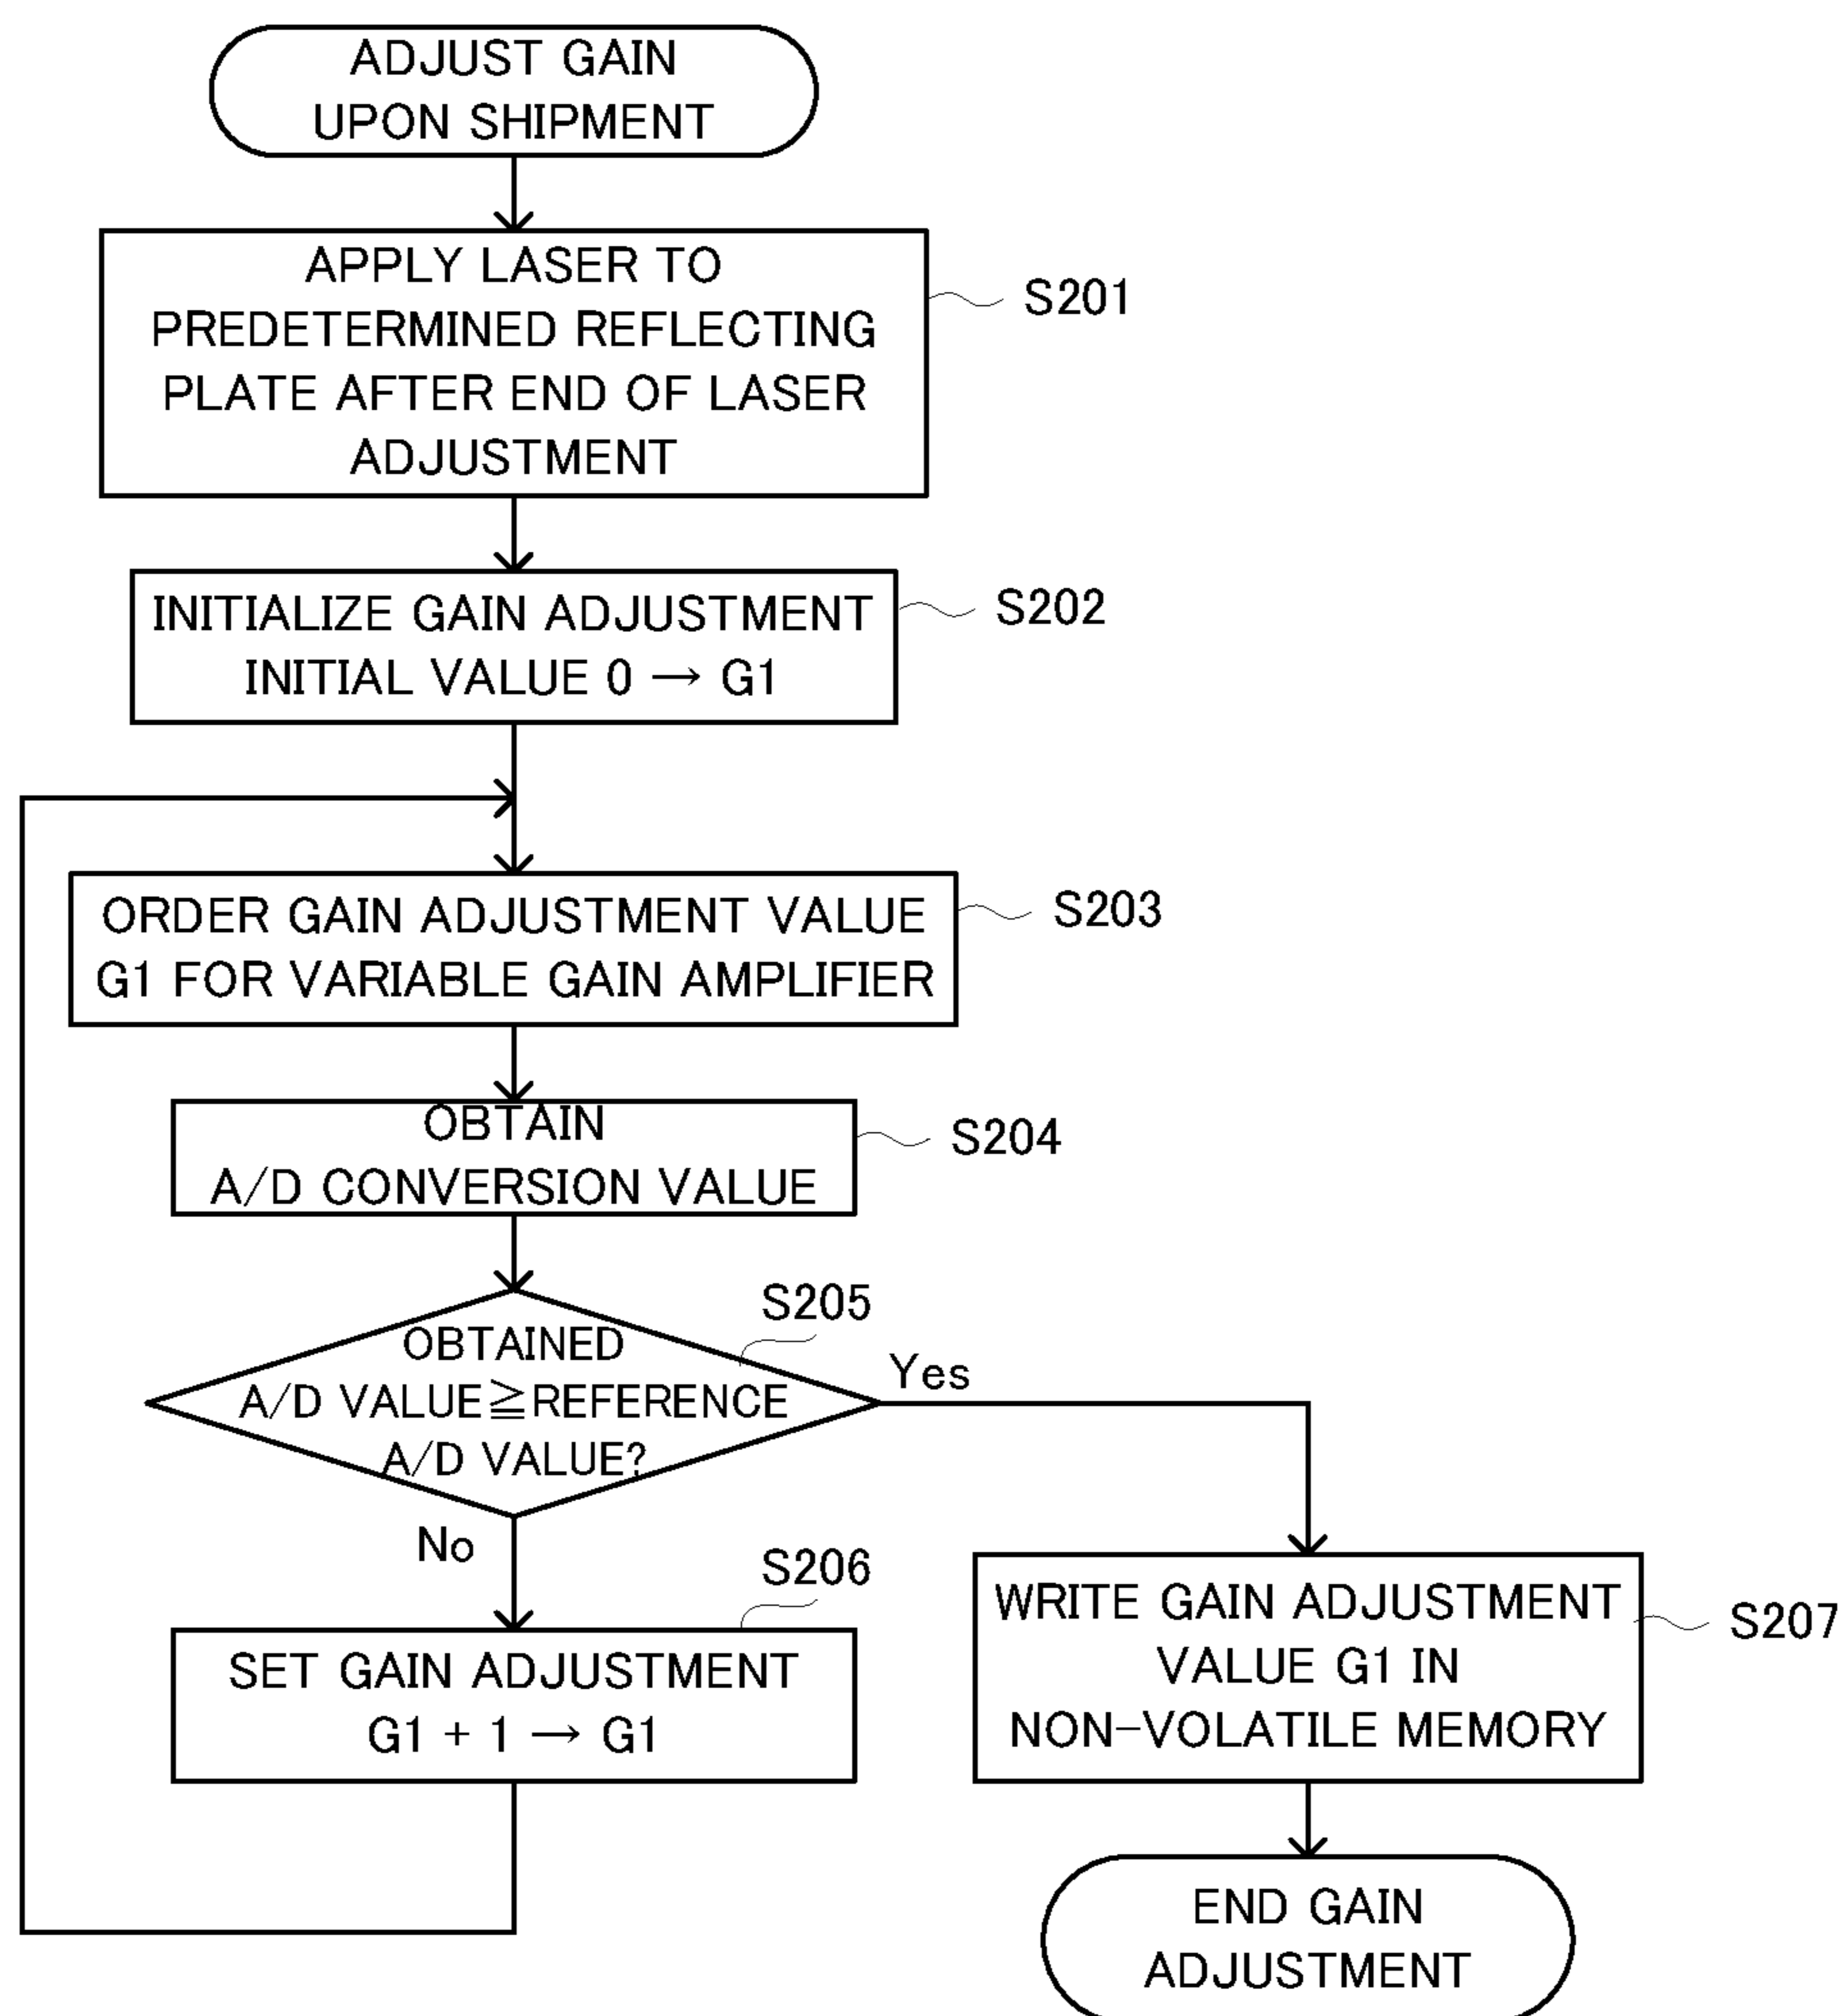 ADJUST GAIN
UPON SHIPMENT
APPLY LASER TO
PREDETERMINED REFLECTING
PLATE AFTER END OF LASER
ADJUSTMENT
S201
INITIALIZE GAIN ADJUSTMENT
INITIAL VALUE 0 → G1
S202
ORDER GAIN ADJUSTMENT VALUE
G1 FOR VARIABLE GAIN AMPLIFIER
S203
OBTAIN
A/D CONVERSION VALUE
S204
S205
OBTAINED
A/D VALUE≧REFERENCE
A/D VALUE?
Yes
No
S206
SET GAIN ADJUSTMENT
G1 + 1 → G1
WRITE GAIN ADJUSTMENT
VALUE G1 IN
NON-VOLATILE MEMORY
S207
END GAIN
ADJUSTMENT